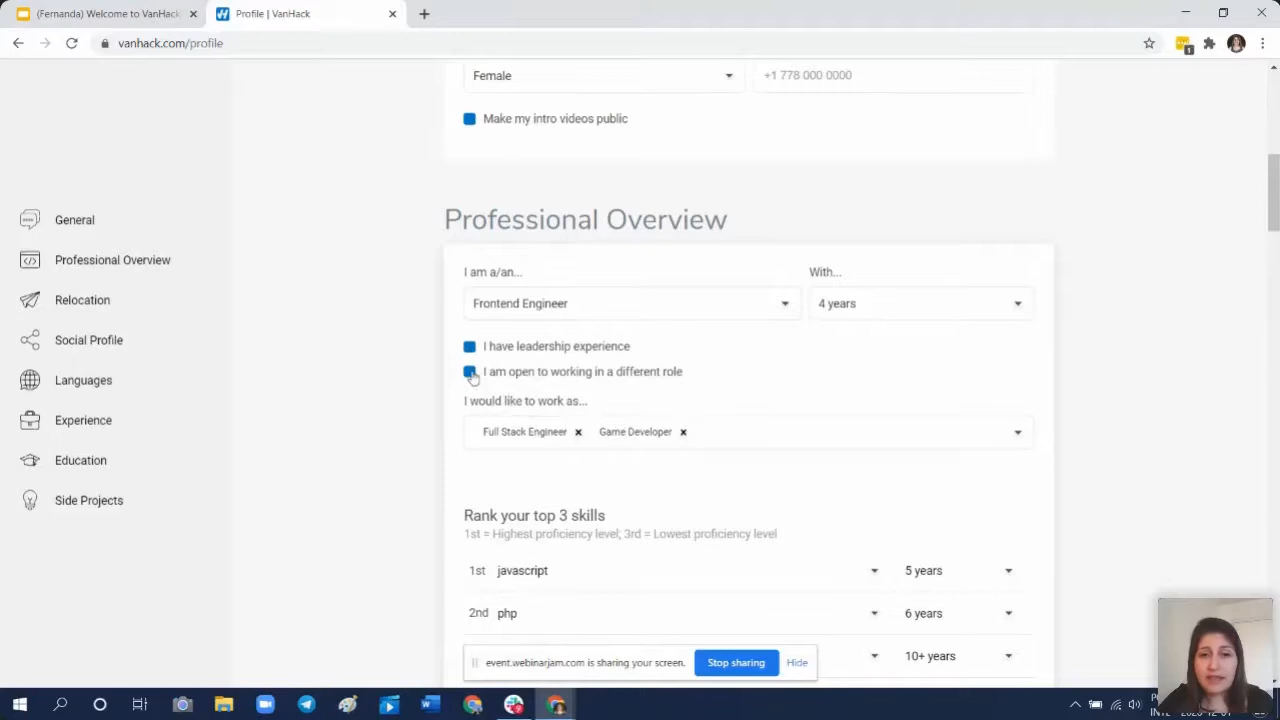 (Fernanda) Welcome to VanHack
Profile | VanHack
vanhack.com/profile
1
Female
+1 778 000 0000
Make my intro videos public
General
Professional Overview
Relocation
Social Profile
Languages
Experience
Education
Side Projects
Professional Overview
I am a/an...
With...
Frontend Engineer
4 years
I have leadership experience
I am open to working in a different role
I would like to work as...
Full Stack Engineer
Game Developer
Rank your top 3 skills
1st = Highest proficiency level; 3rd = Lowest proficiency level
1st javascript
5 years
2nd php
6 years
10+ years
event.webinarjam.com is sharing your screen.
Stop sharing
Hide
INTL